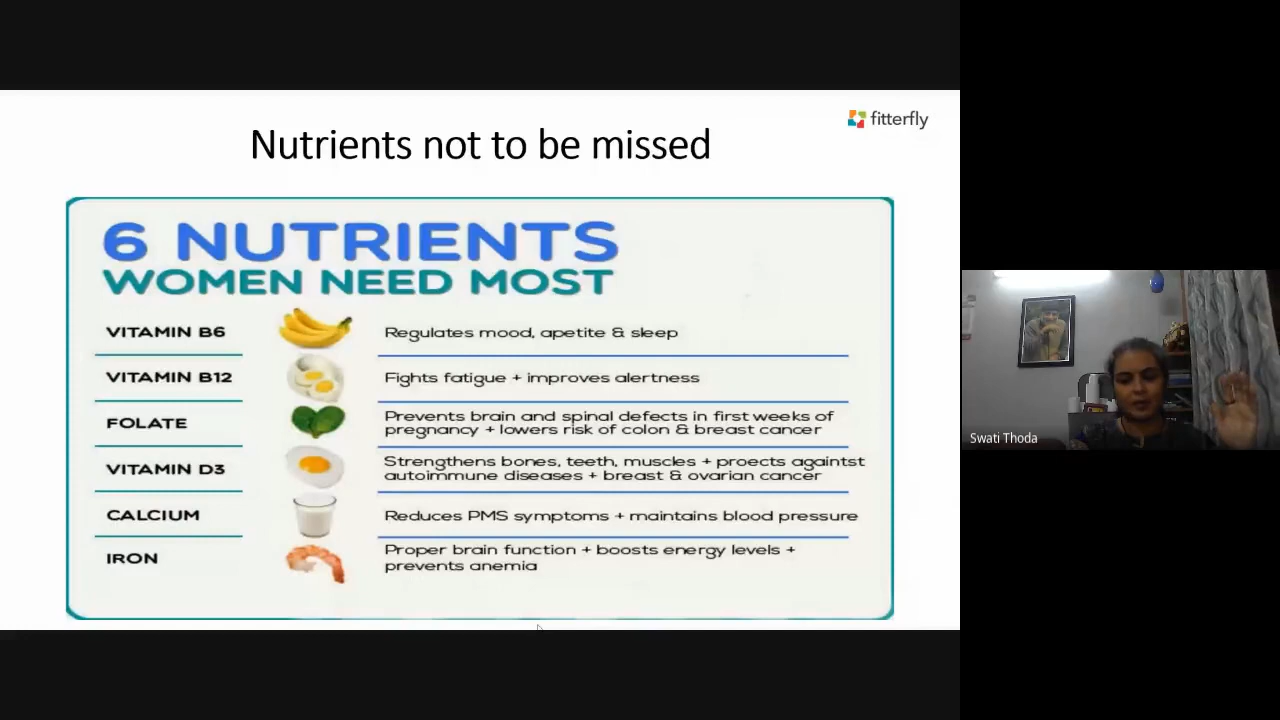 fitterfly
Nutrients not to be missed
6 NUTRIENTS
WOMEN NEED MOST
VITAMIN B6
Regulates mood, apetite & sleep
VITAMIN B12
Fights fatigue + improves alertness
FOLATE
Prevents brain and spinal defects in first weeks of
pregnancy + lowers risk of colon & breast cancer
VITAMIN D3
Strengthens bones, teeth, muscles + proects againtst
autoimmune diseases + breast & ovarian cancer
CALCIUM
Reduces PMS symptoms + maintains blood pressure
IRON
Proper brain function + boosts energy levels +
prevents anemia
Swati Thoda